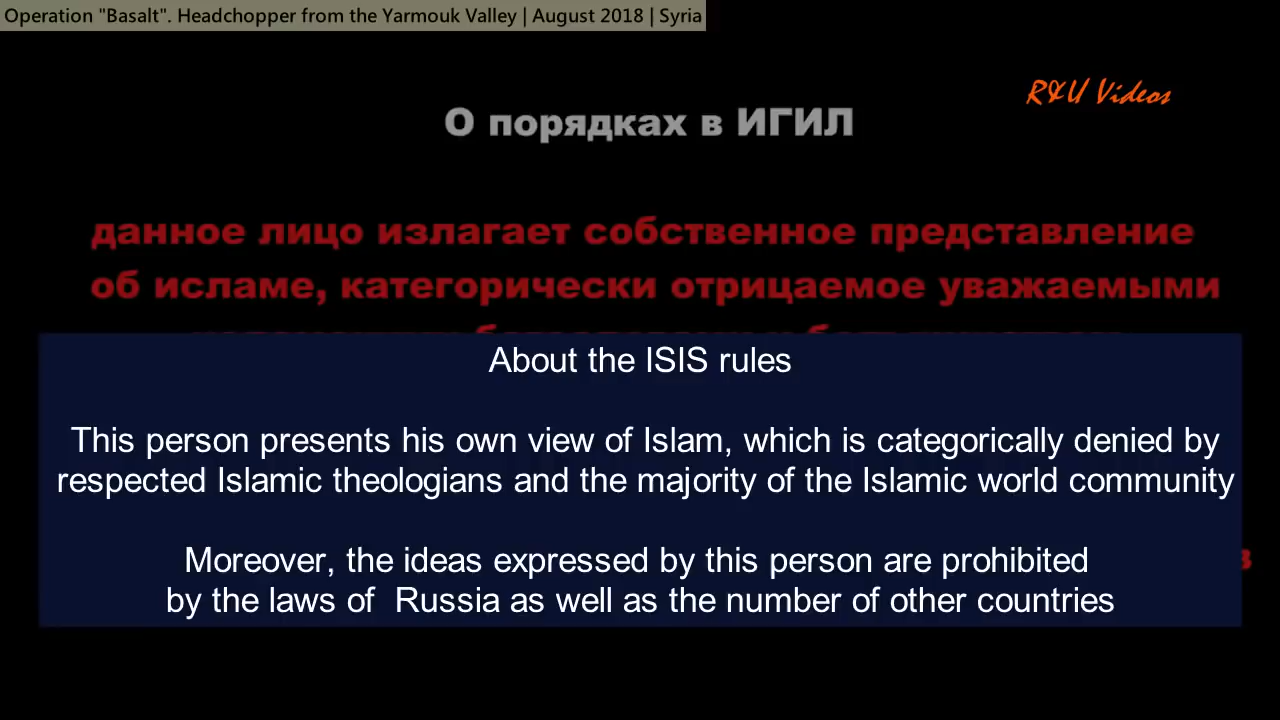 Operation "Basalt". Headchopper from the Yarmouk Valley | August 2018 | Syria
R&U Videos
О порядках в ИГИЛ
данное лицо излагает собственное представление
об исламе, категорически отрицаемое уважаемыми
About the ISIS rules
This person presents his own view of Islam, which is categorically denied by
respected Islamic theologians and the majority of the Islamic world community
Moreover, the ideas expressed by this person are prohibited
by the laws of Russia as well as the number of other countries